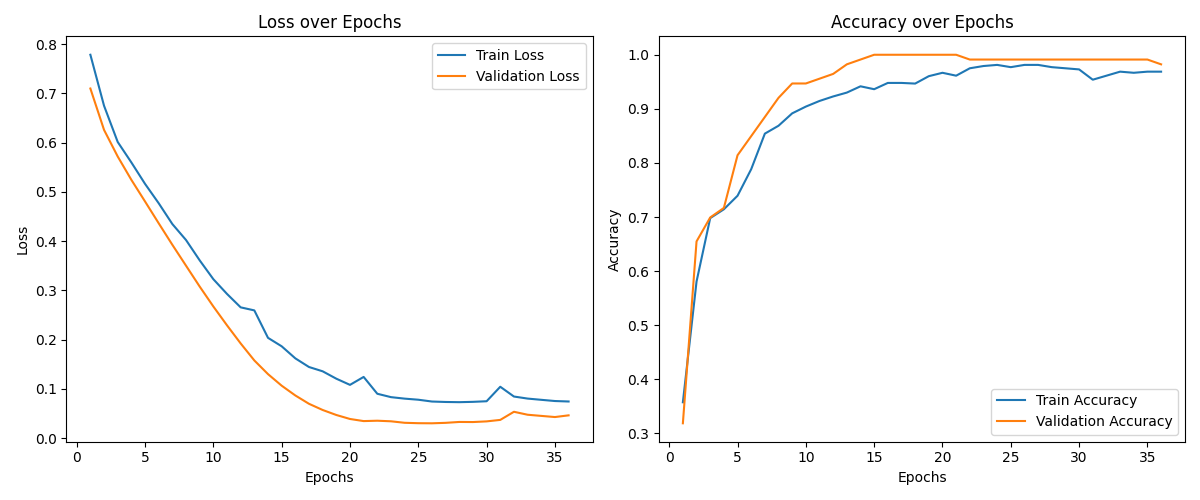 Loss over Epochs
0.8
0.7
0.6
0.5
0.4
0.3
0.2
0.1
0.0
Loss
Train Loss
Validation Loss
0 5 10 15 20 25 30 35
Epochs
Accuracy over Epochs
1.0
0.9
0.8
0.7
0.6
0.5
0.4
0.3
Accuracy
Train Accuracy
Validation Accuracy
0 5 10 15 20 25 30 35
Epochs